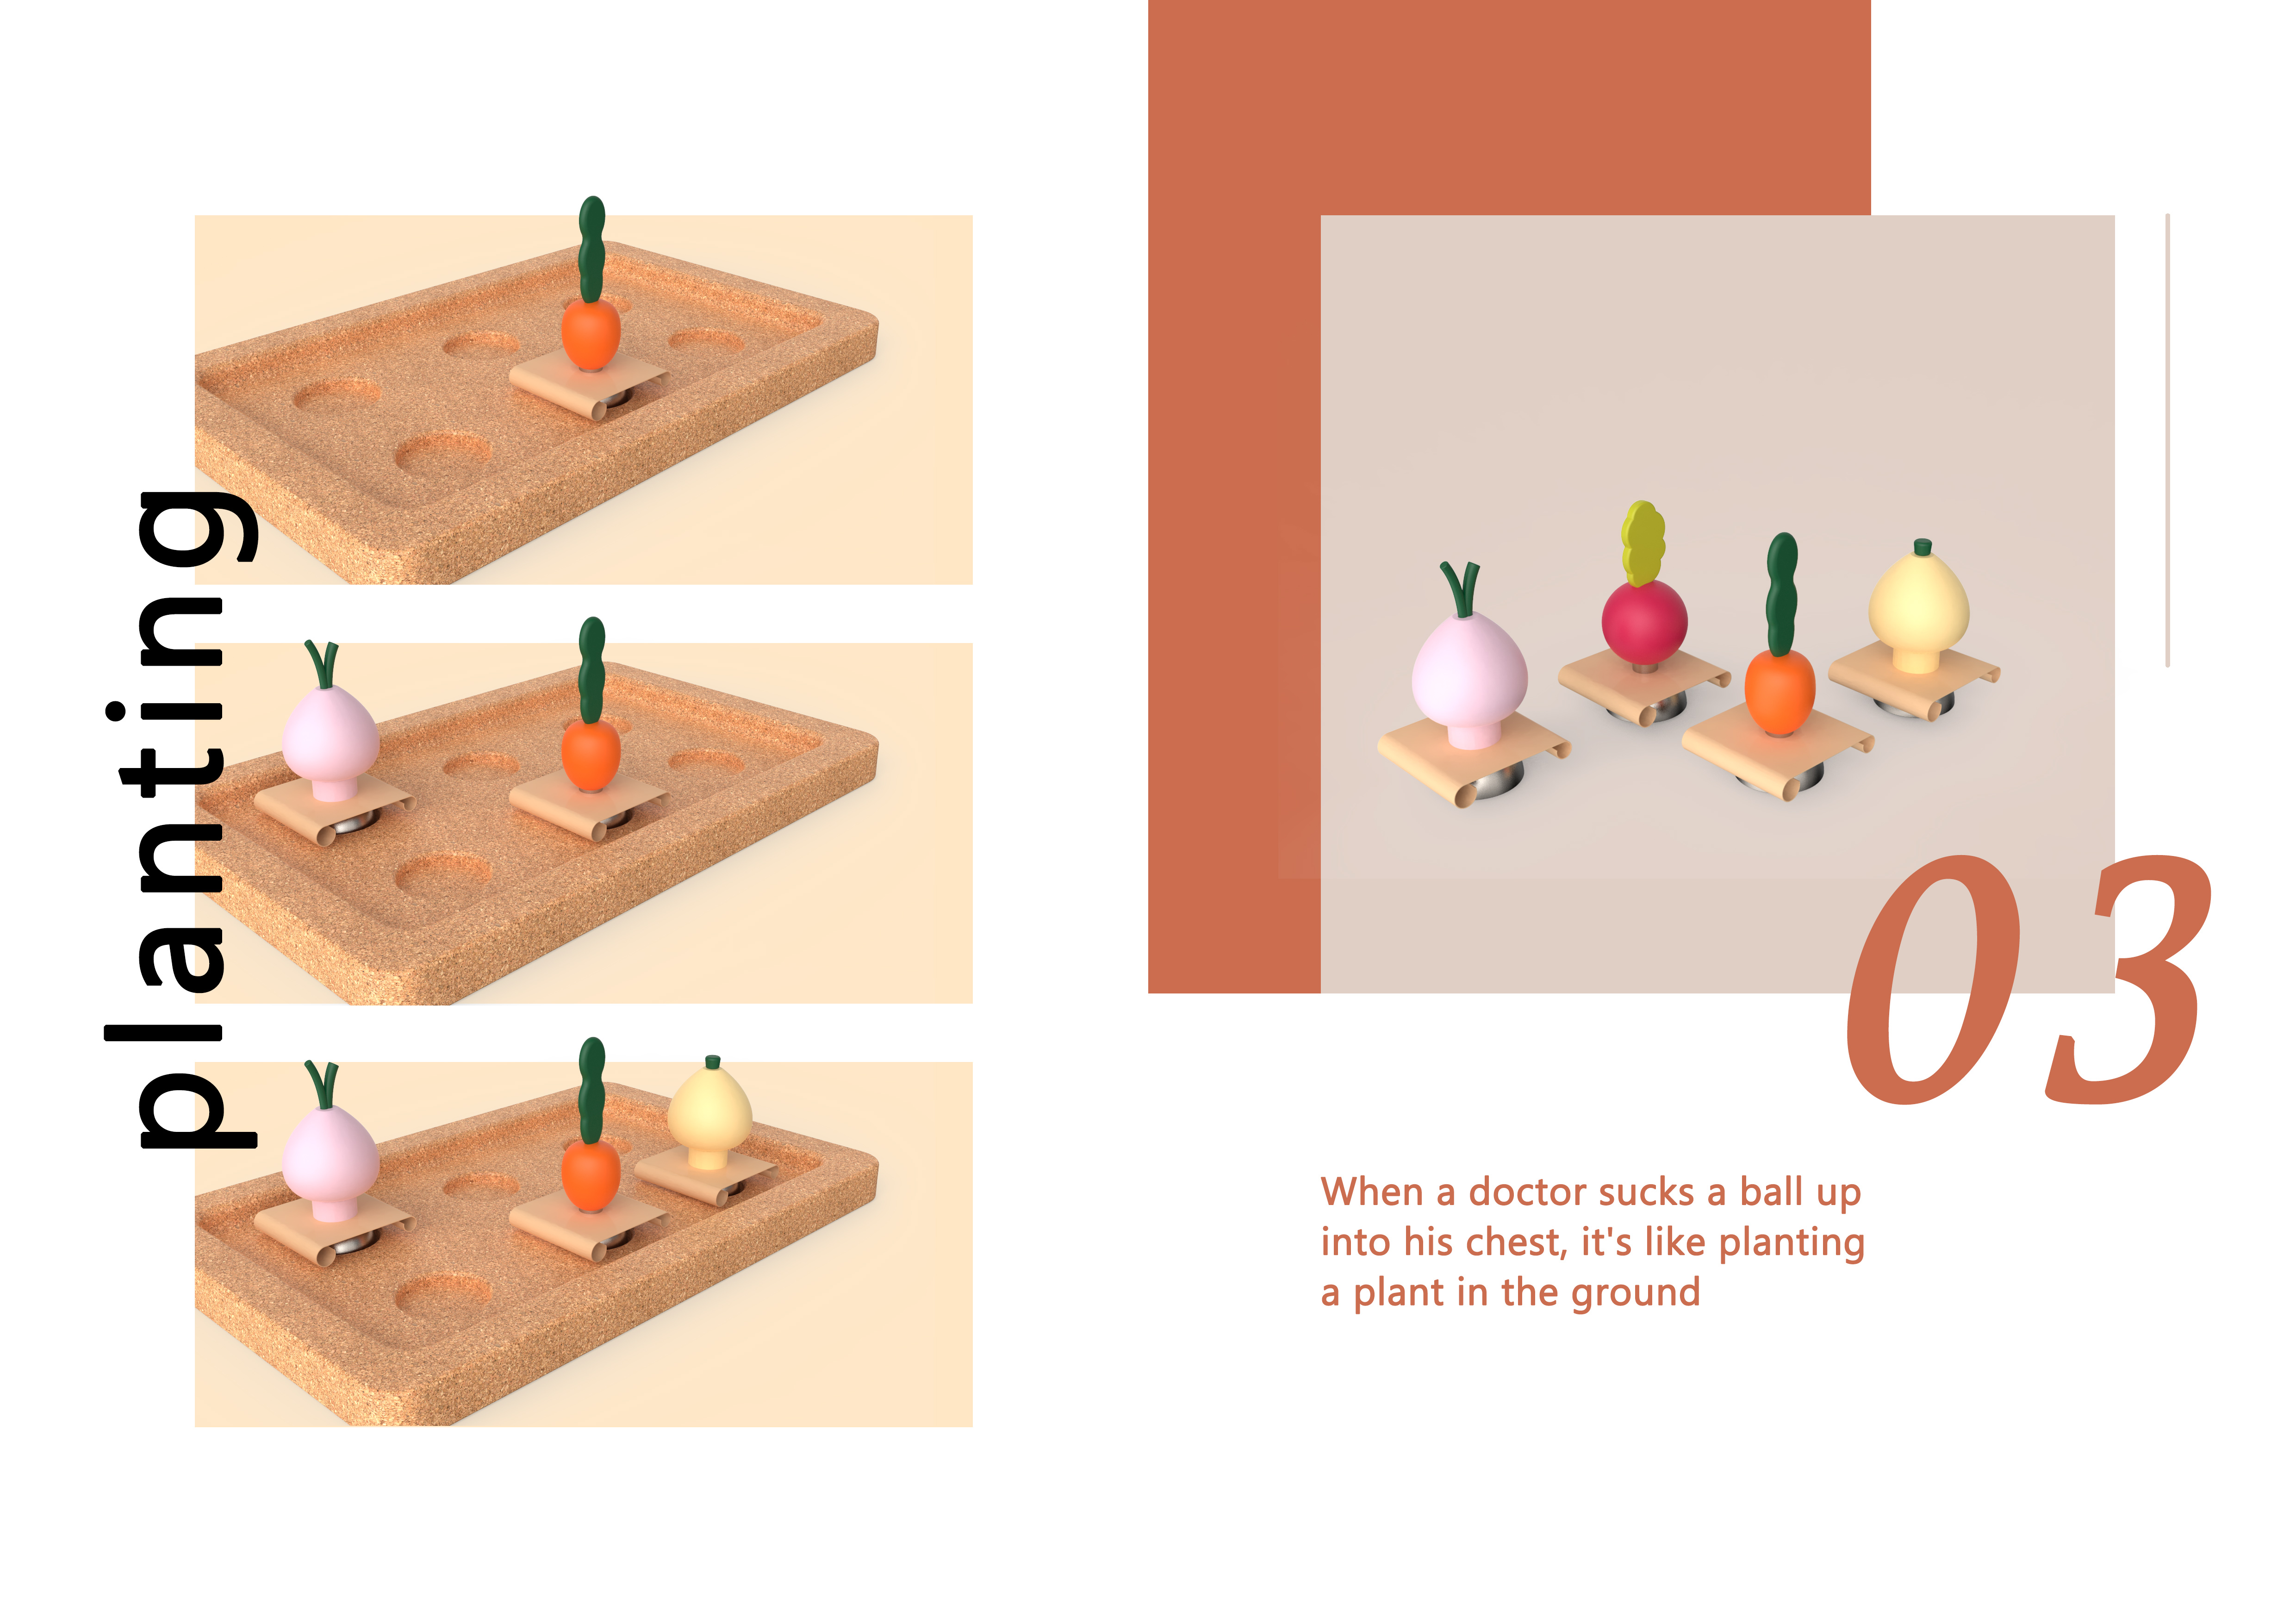 planting
03
When a doctor sucks a ball up
into his chest, it's like planting
a plant in the ground